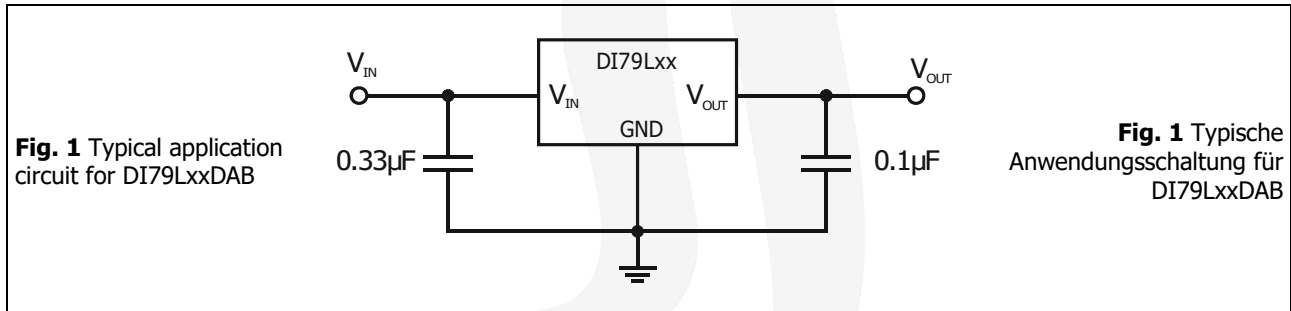 Fig. 1 Typical application
circuit for DI79LxxDAB
V_IN
DI79Lxx
V_IN
V_OUT
GND
V_OUT
0.33µF
0.1µF
Fig. 1 Typische
Anwendungsschaltung für
DI79LxxDAB